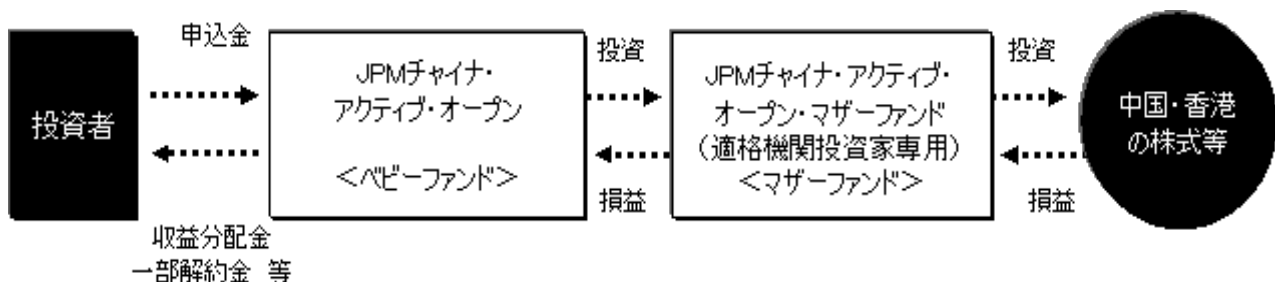 投資者
申込金
収益分配金
一部解約金 等
JPMチャイナ・
アクティブ・オープン
<ベビーファンド>
投資
損益
JPMチャイナ・アクティブ・
オープン・マザーファンド
(適格機関投資家専用)
<マザーファンド>
投資
損益
中国・香港
の株式等